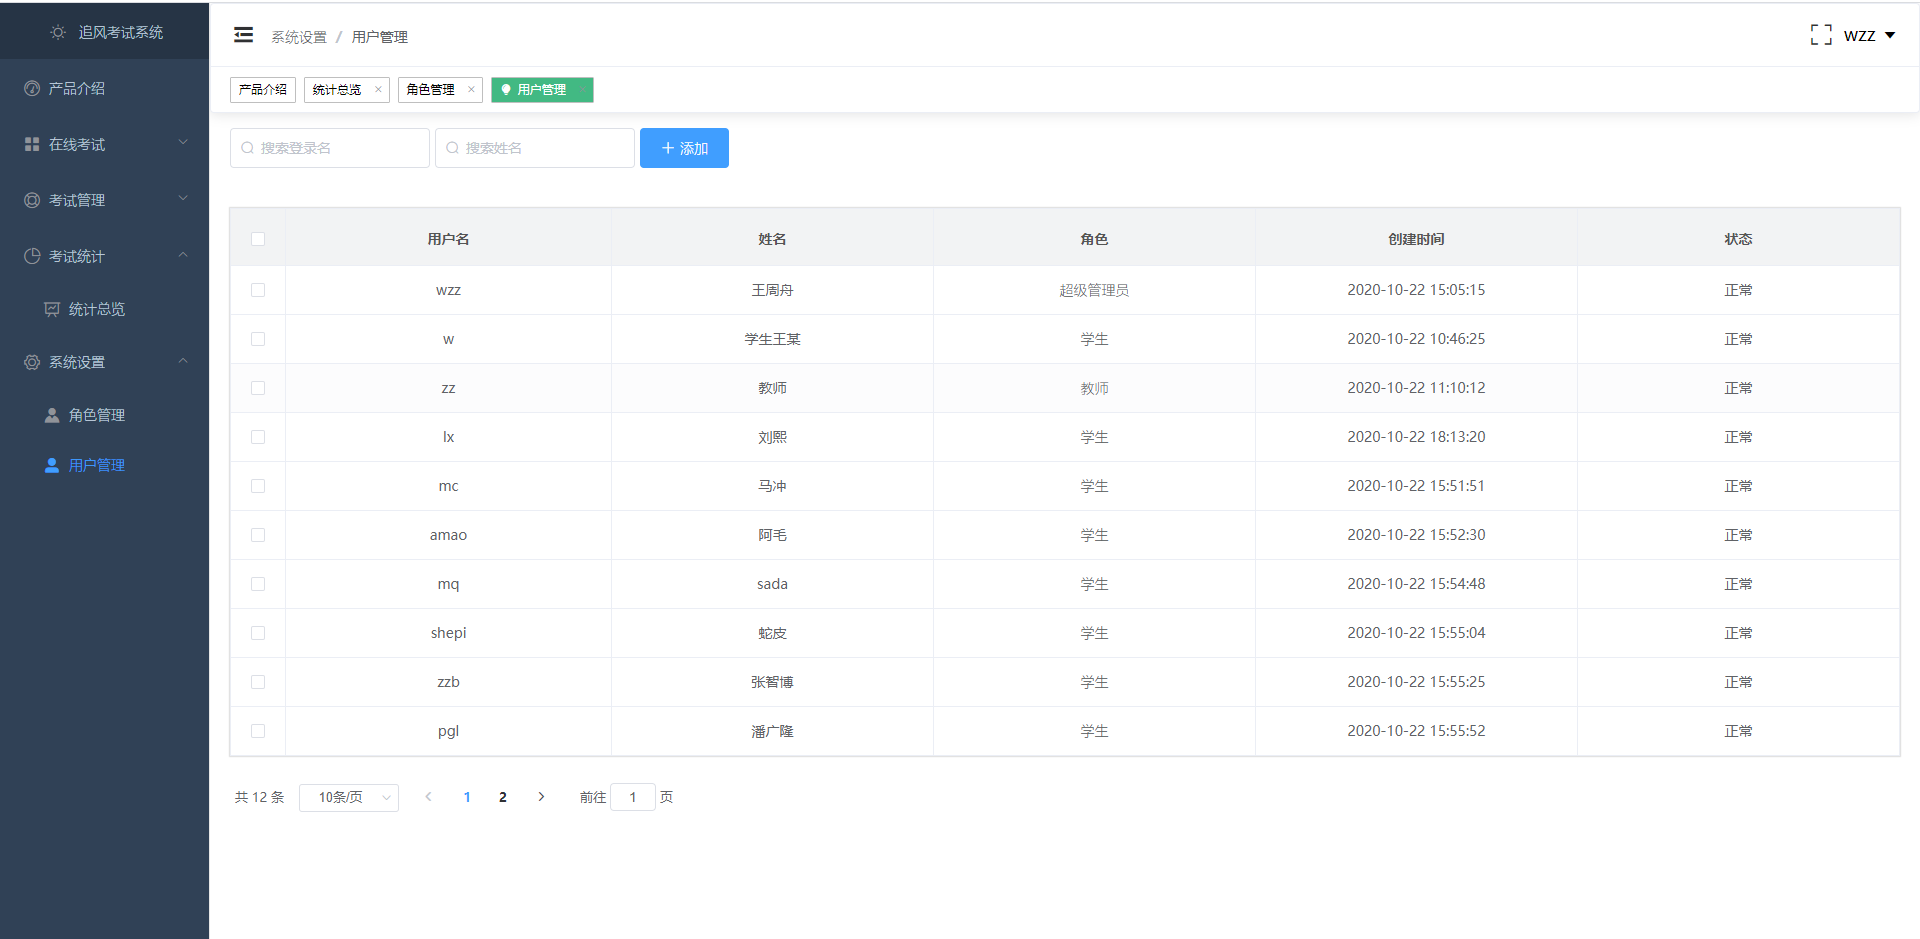 追风考试系统
产品介绍
在线考试
考试管理
考试统计
统计总览
系统设置
角色管理
用户管理
系统设置 / 用户管理
wzz
产品介绍 统计总览 × 角色管理 × 用户管理
搜索登录名 搜索姓名 + 添加
用户名 姓名 角色 创建时间 状态
wzz 王周舟 超级管理员 2020-10-22 15:05:15 正常
w 学生王某 学生 2020-10-22 10:46:25 正常
zz 教师 教师 2020-10-22 11:10:12 正常
lx 刘熙 学生 2020-10-22 18:13:20 正常
mc 马冲 学生 2020-10-22 15:51:51 正常
amao 阿毛 学生 2020-10-22 15:52:30 正常
mq sada 学生 2020-10-22 15:54:48 正常
shepi 蛇皮 学生 2020-10-22 15:55:04 正常
zzb 张智博 学生 2020-10-22 15:55:25 正常
pgl 潘广隆 学生 2020-10-22 15:55:52 正常
共 12 条 10条/页 1 2 前往 1 页